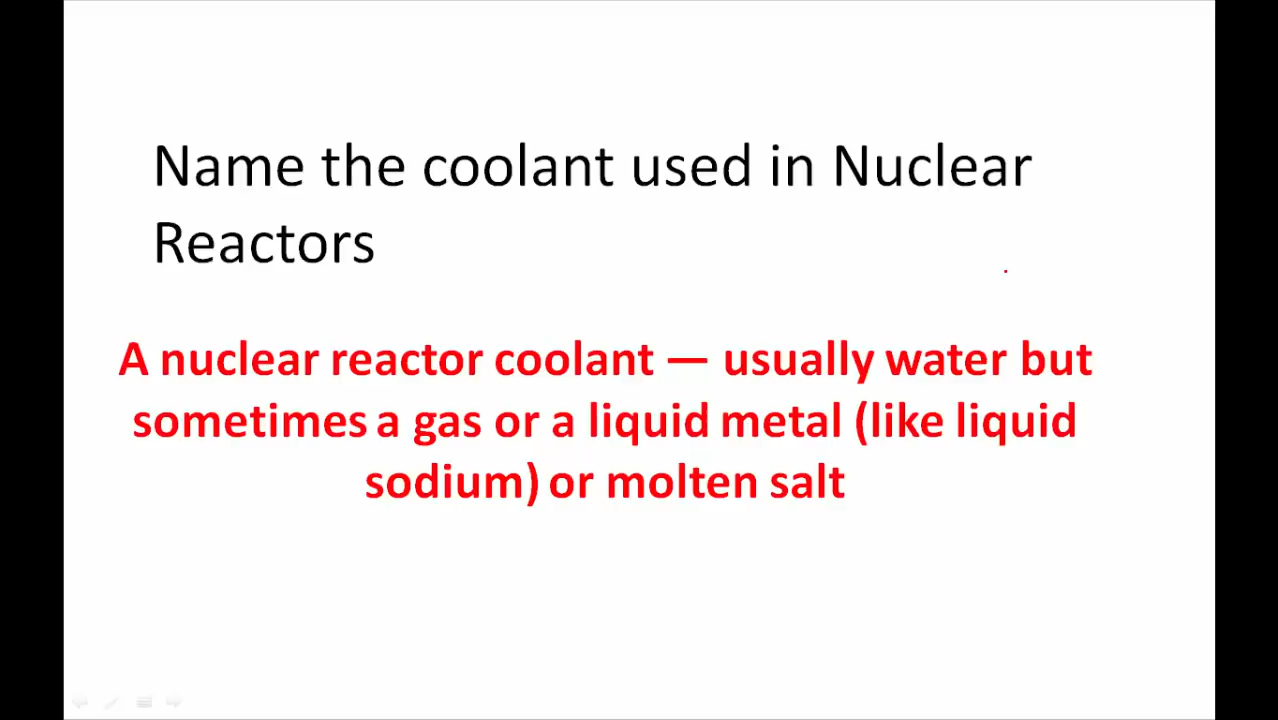 Name the coolant used in Nuclear
Reactors
A nuclear reactor coolant — usually water but
sometimes a gas or a liquid metal (like liquid
sodium) or molten salt